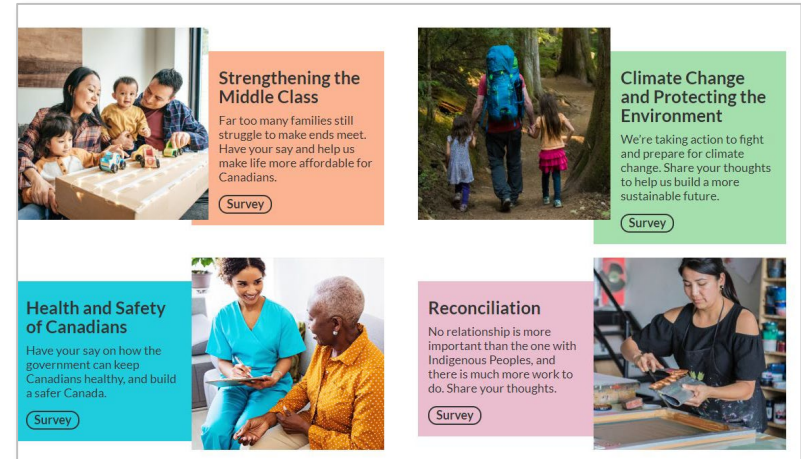 Strengthening the
Middle Class
Far too many families still
struggle to make ends meet.
Have your say and help us
make life more affordable for
Canadians.
Survey
Climate Change
and Protecting the
Environment
We're taking action to fight
and prepare for climate
change. Share your thoughts
to help us build a more
sustainable future.
Survey
Health and Safety
of Canadians
Have your say on how the
government can keep
Canadians healthy, and build
a safer Canada.
Survey
Reconciliation
No relationship is more
important than the one with
Indigenous Peoples, and
there is much more work to
do. Share your thoughts.
Survey